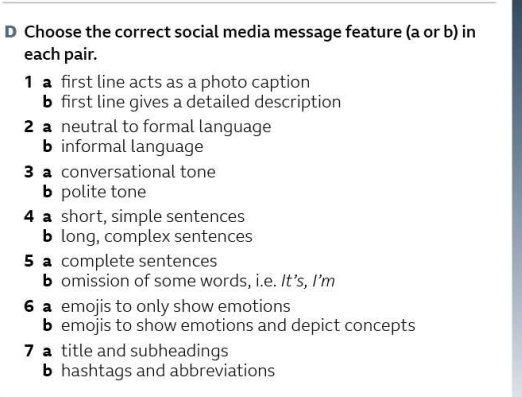 D Choose the correct social media message feature (a or b) in
each pair.
1 a first line acts as a photo caption
b first line gives a detailed description
2 a neutral to formal language
b informal language
3 a conversational tone
b polite tone
4 a short, simple sentences
b long, complex sentences
5 a complete sentences
b omission of some words, i.e. It's, I'm
6 a emojis to only show emotions
b emojis to show emotions and depict concepts
7 a title and subheadings
b hashtags and abbreviations